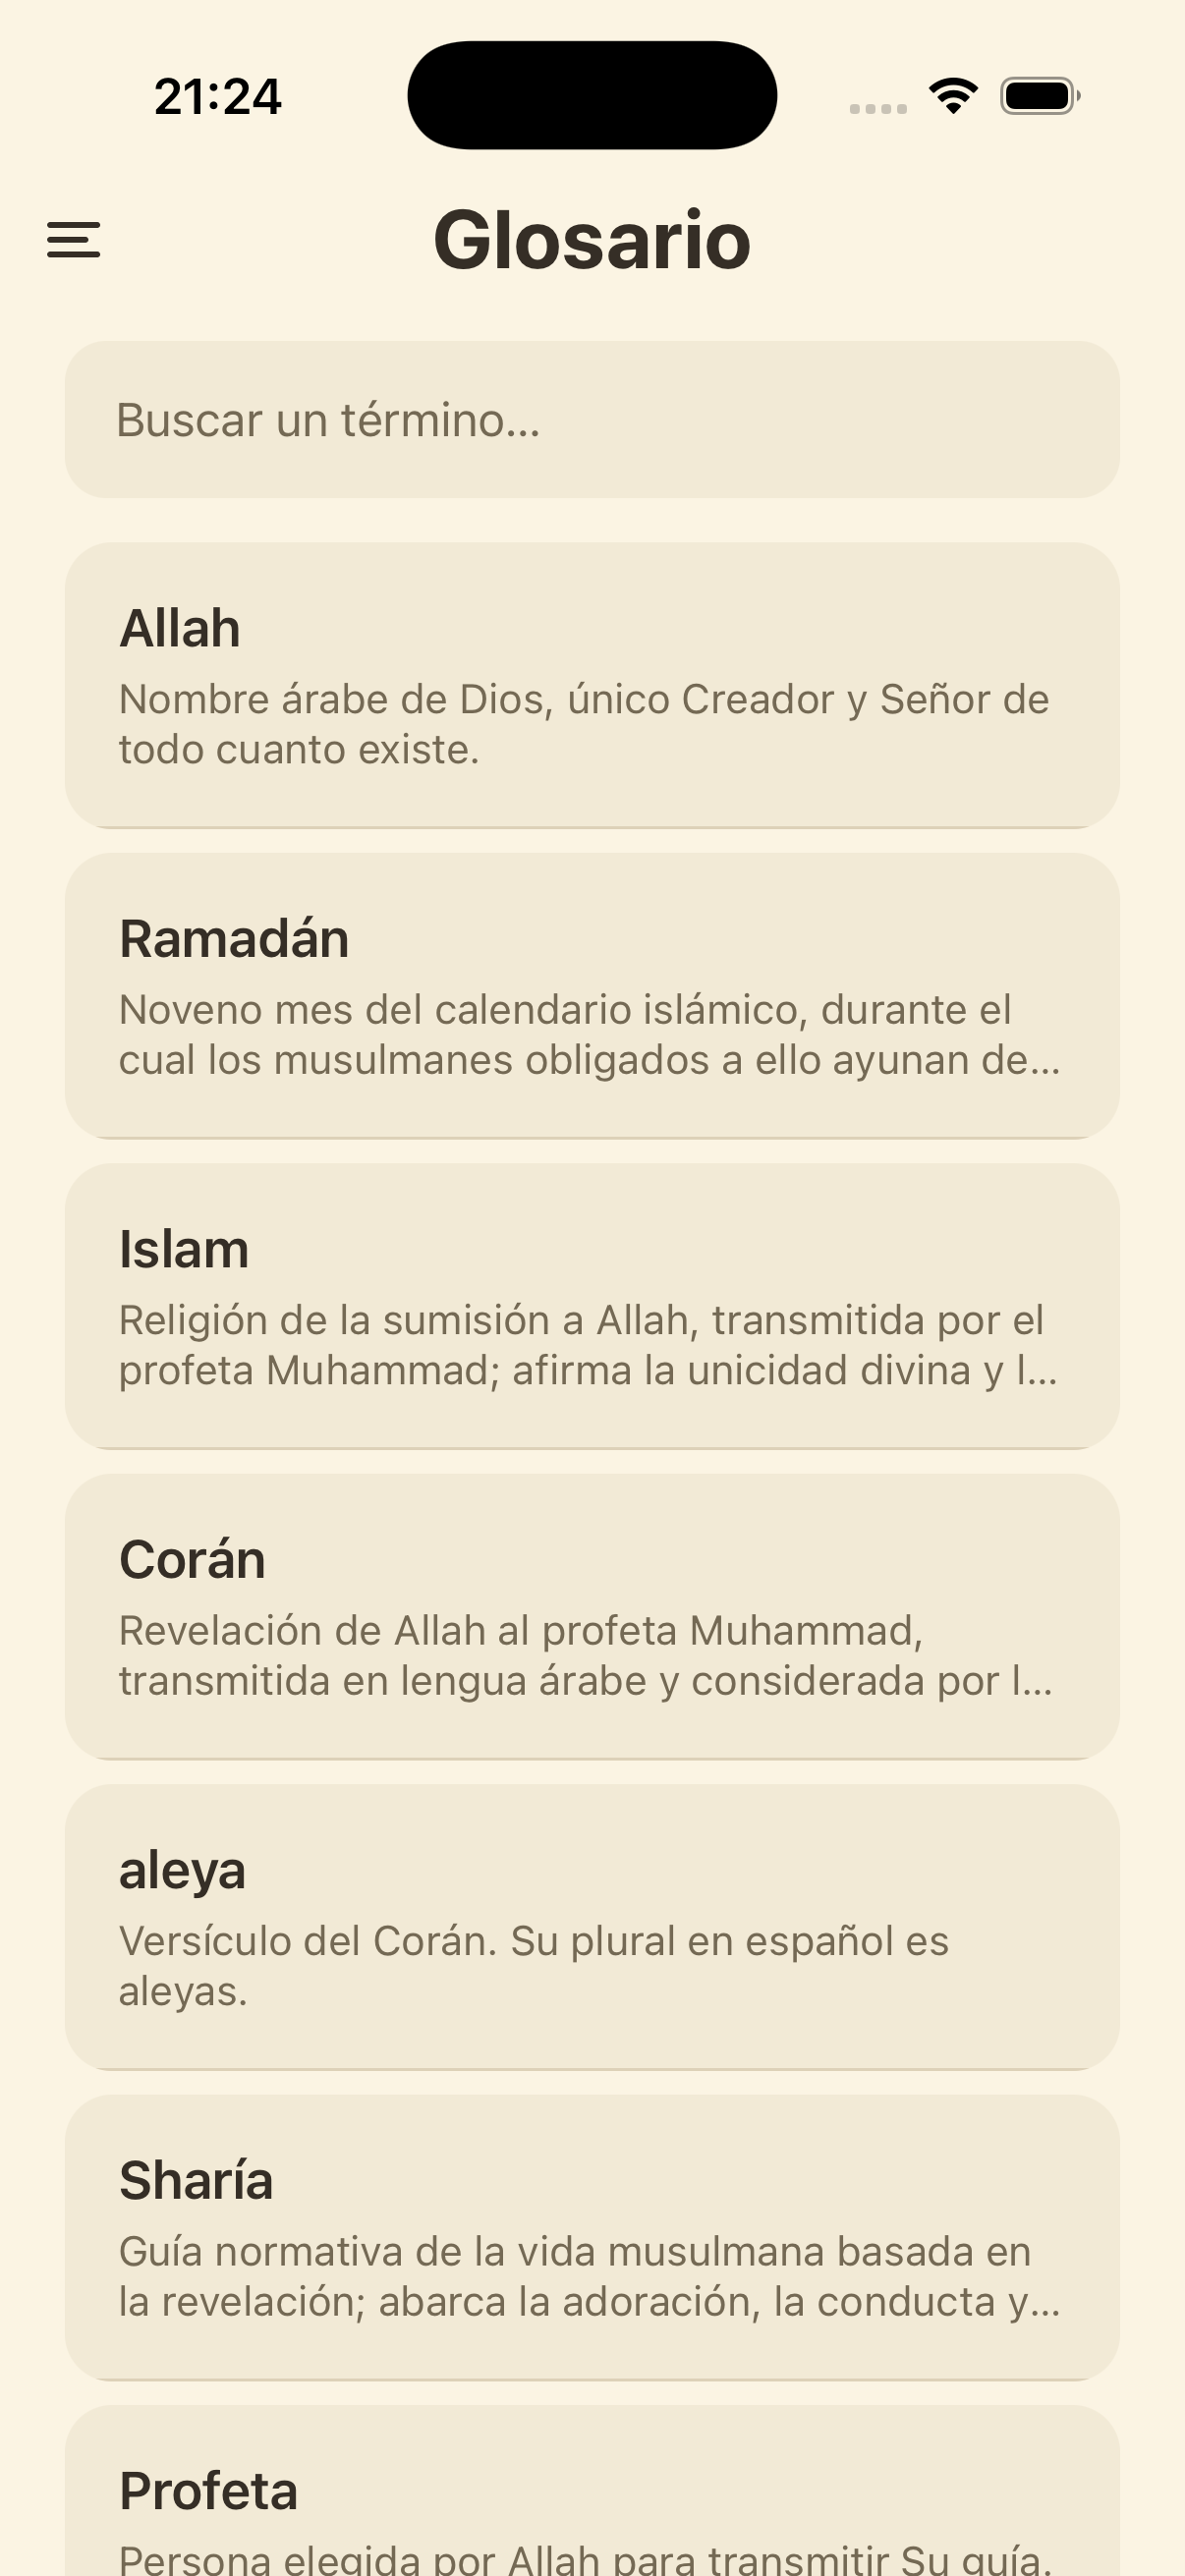 21:24
Glosario
Buscar un término...
Allah
Nombre árabe de Dios, único Creador y Señor de
todo cuanto existe.
Ramadán
Noveno mes del calendario islámico, durante el
cual los musulmanes obligados a ello ayunan de...
Islam
Religión de la sumisión a Allah, transmitida por el
profeta Muhammad; afirma la unicidad divina y l...
Corán
Revelación de Allah al profeta Muhammad,
transmitida en lengua árabe y considerada por l...
aleya
Versículo del Corán. Su plural en español es
aleyas.
Sharía
Guía normativa de la vida musulmana basada en
la revelación; abarca la adoración, la conducta y...
Profeta
Persona elegida por Allah para transmitir Su guía.